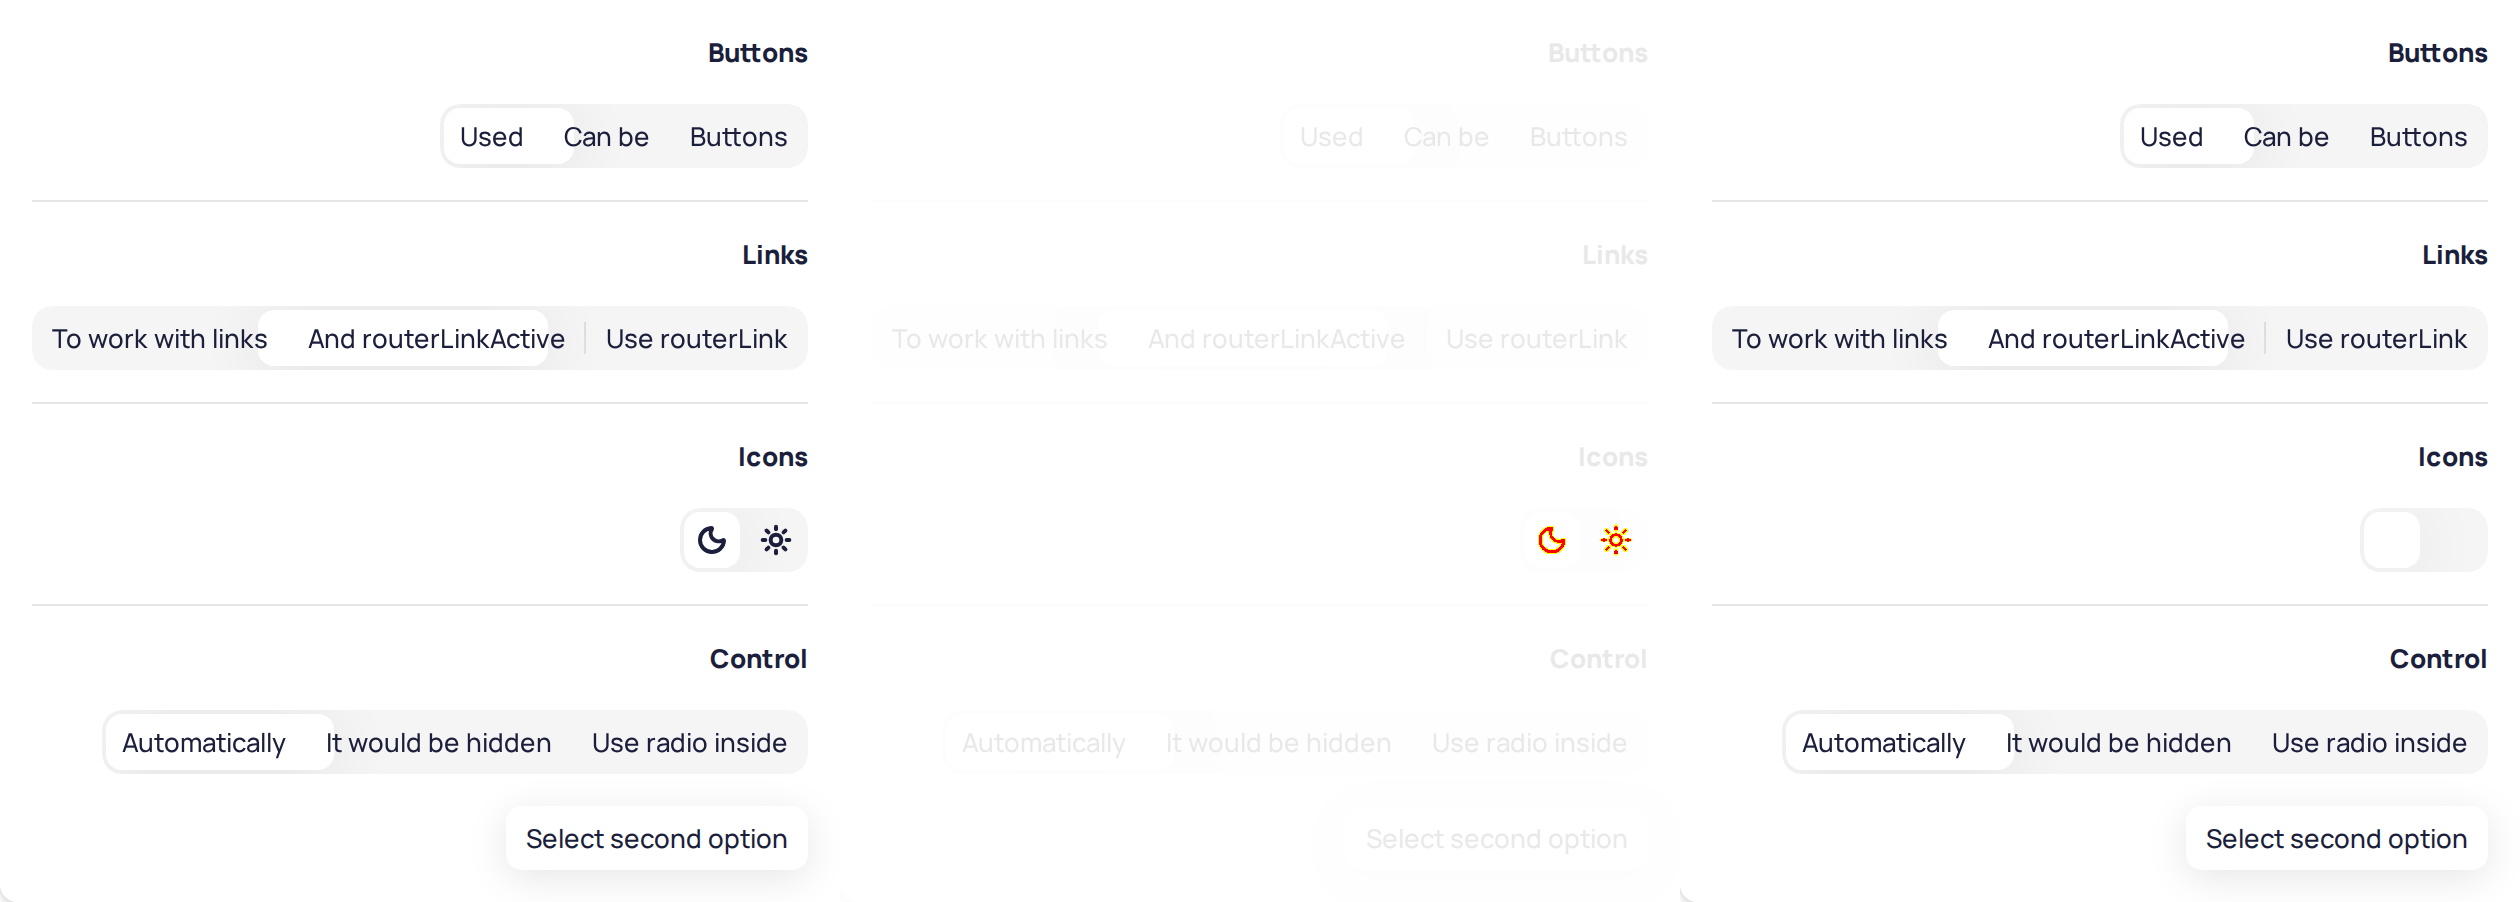 Buttons
Used Can be Buttons
Links
To work with links And routerLinkActive Use routerLink
Icons
Control
Automatically It would be hidden Use radio inside
Select second option
Buttons
Used Can be Buttons
Links
To work with links And routerLinkActive Use routerLink
Icons
Control
Automatically It would be hidden Use radio inside
Select second option
Buttons
Used Can be Buttons
Links
To work with links And routerLinkActive Use routerLink
Icons
Control
Automatically It would be hidden Use radio inside
Select second option